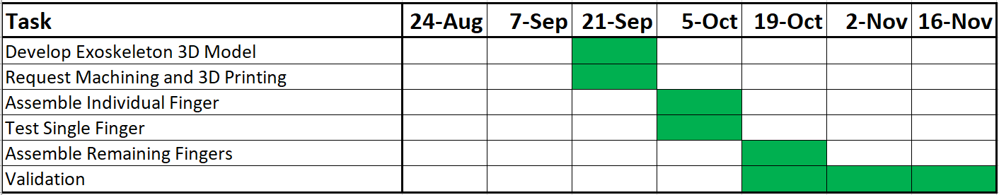 Task 24-Aug 7-Sep 21-Sep 5-Oct 19-Oct 2-Nov 16-Nov
Develop Exoskeleton 3D Model
Request Machining and 3D Printing
Assemble Individual Finger
Test Single Finger
Assemble Remaining Fingers
Validation